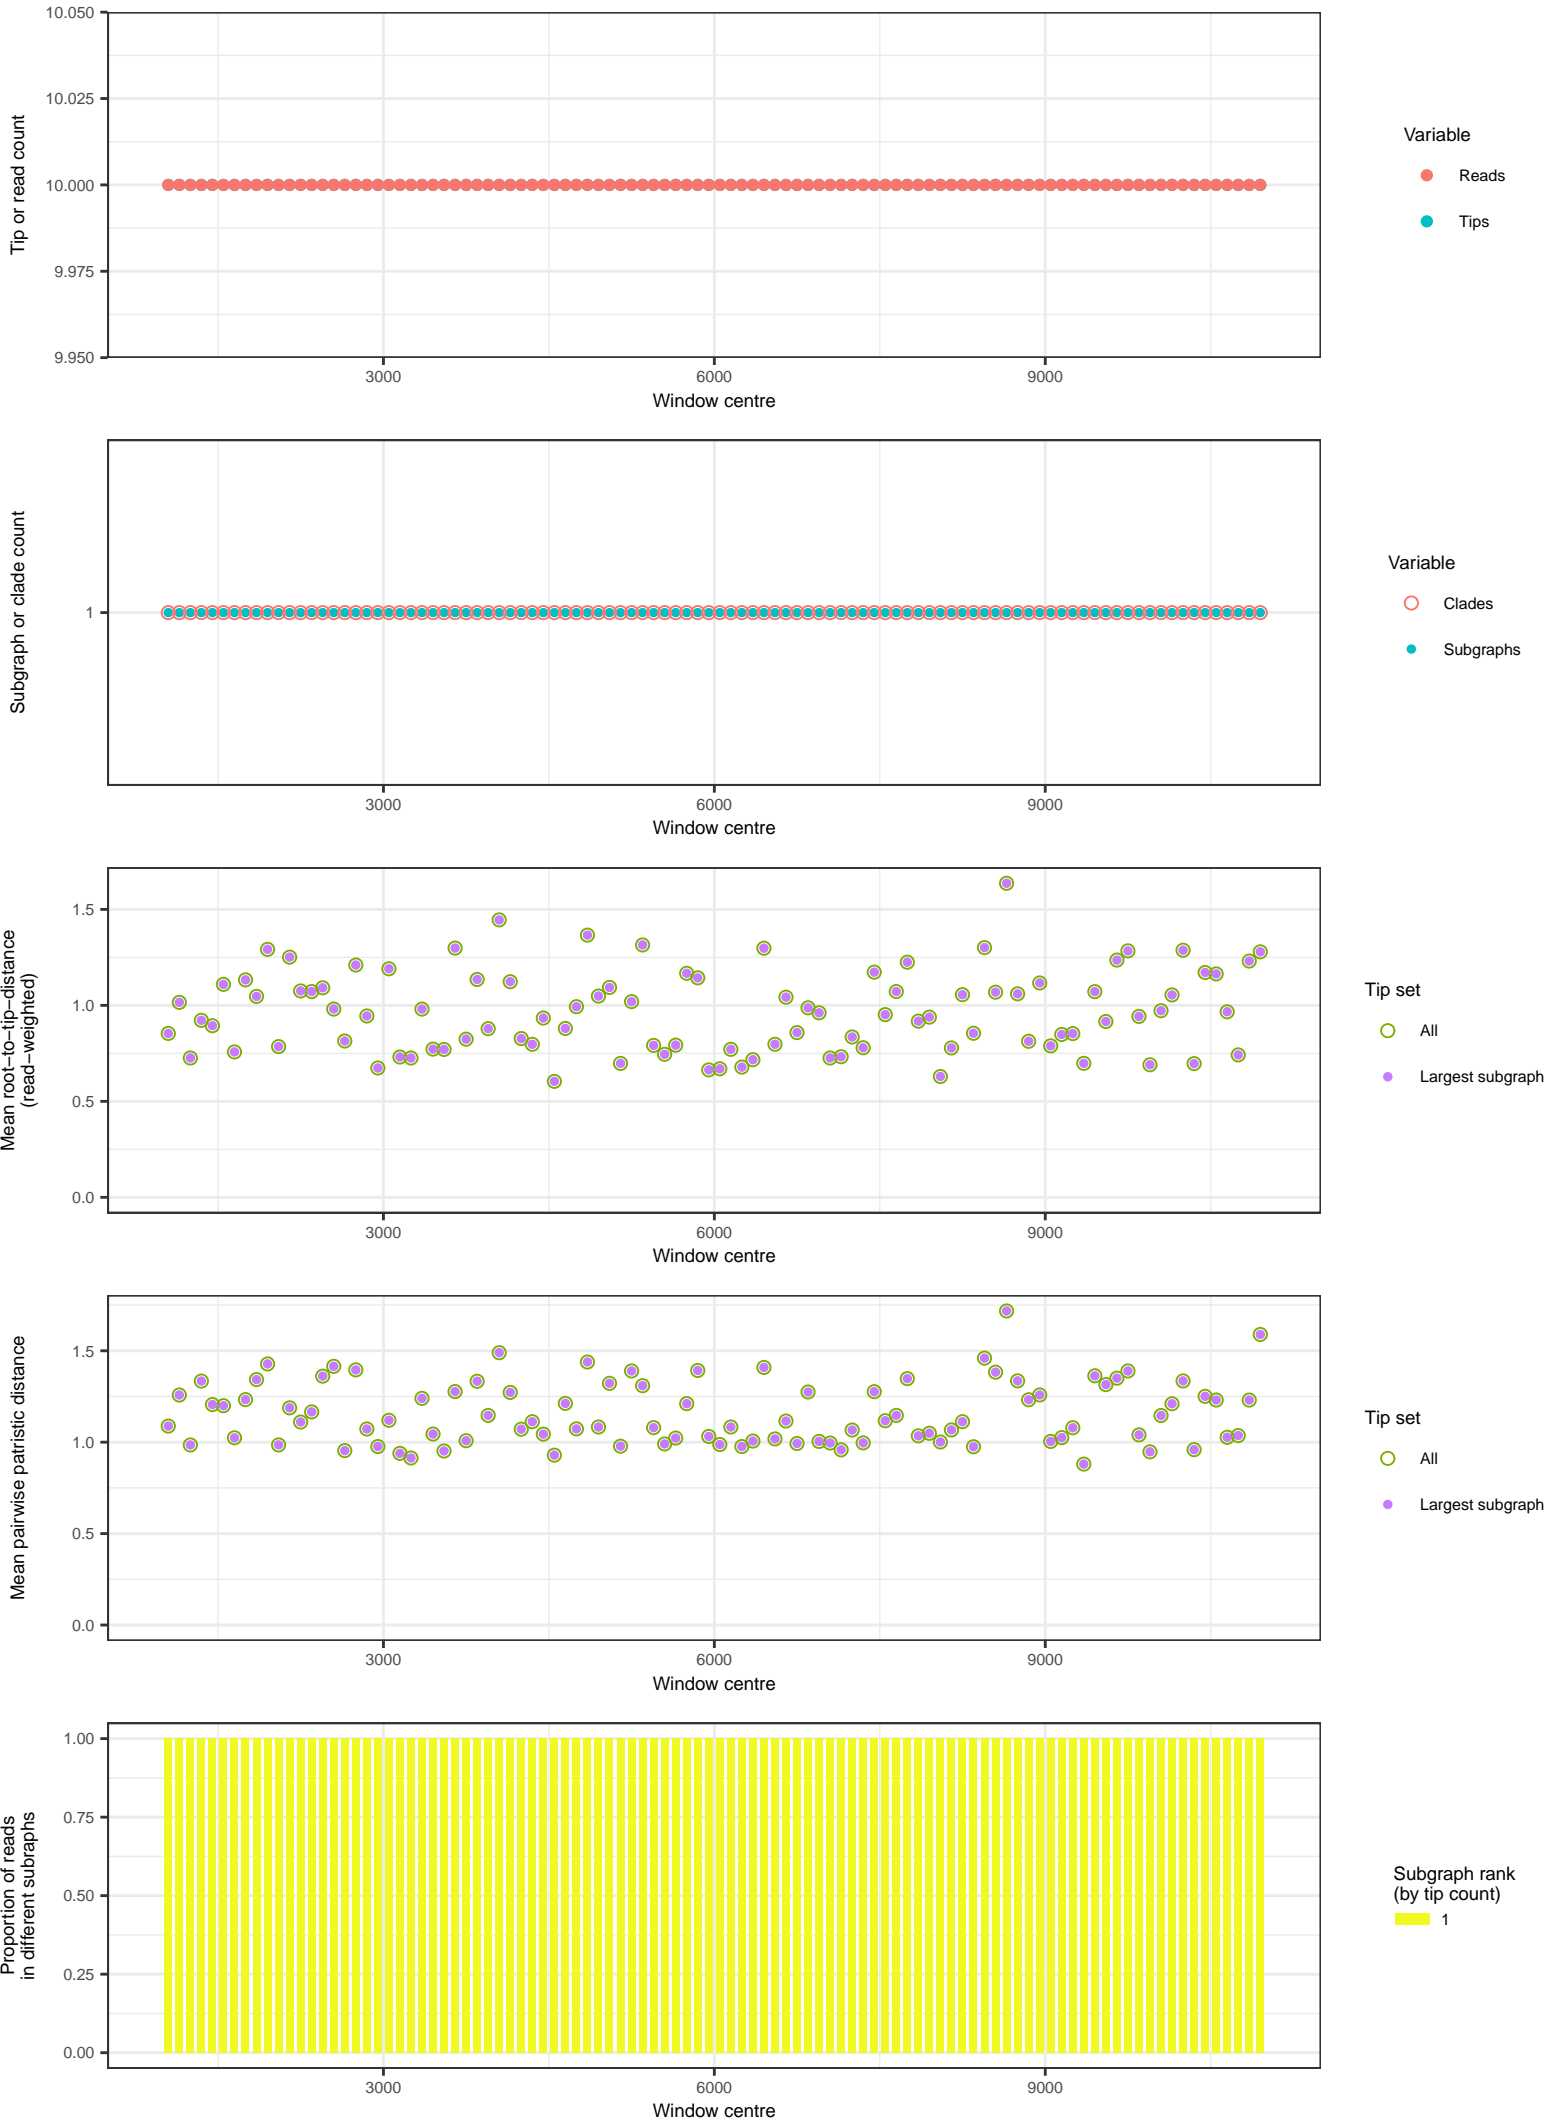 10.050
10.025
10.000
9.975
9.950
Tip or read count
3000
6000
9000
Window centre
Variable
Reads
Tips
1
Subgraph or clade count
3000
6000
9000
Window centre
Variable
Clades
Subgraphs
1.5
1.0
0.5
0.0
Mean root−to−tip−distance
(read−weighted)
3000
6000
9000
Window centre
Tip set
All
Largest subgraph
1.5
1.0
0.5
0.0
Mean pairwise patristic distance
3000
6000
9000
Window centre
Tip set
All
Largest subgraph
1.00
0.75
0.50
0.25
0.00
Proportion of reads
in different subraphs
3000
6000
9000
Window centre
Subgraph rank
(by tip count)
1